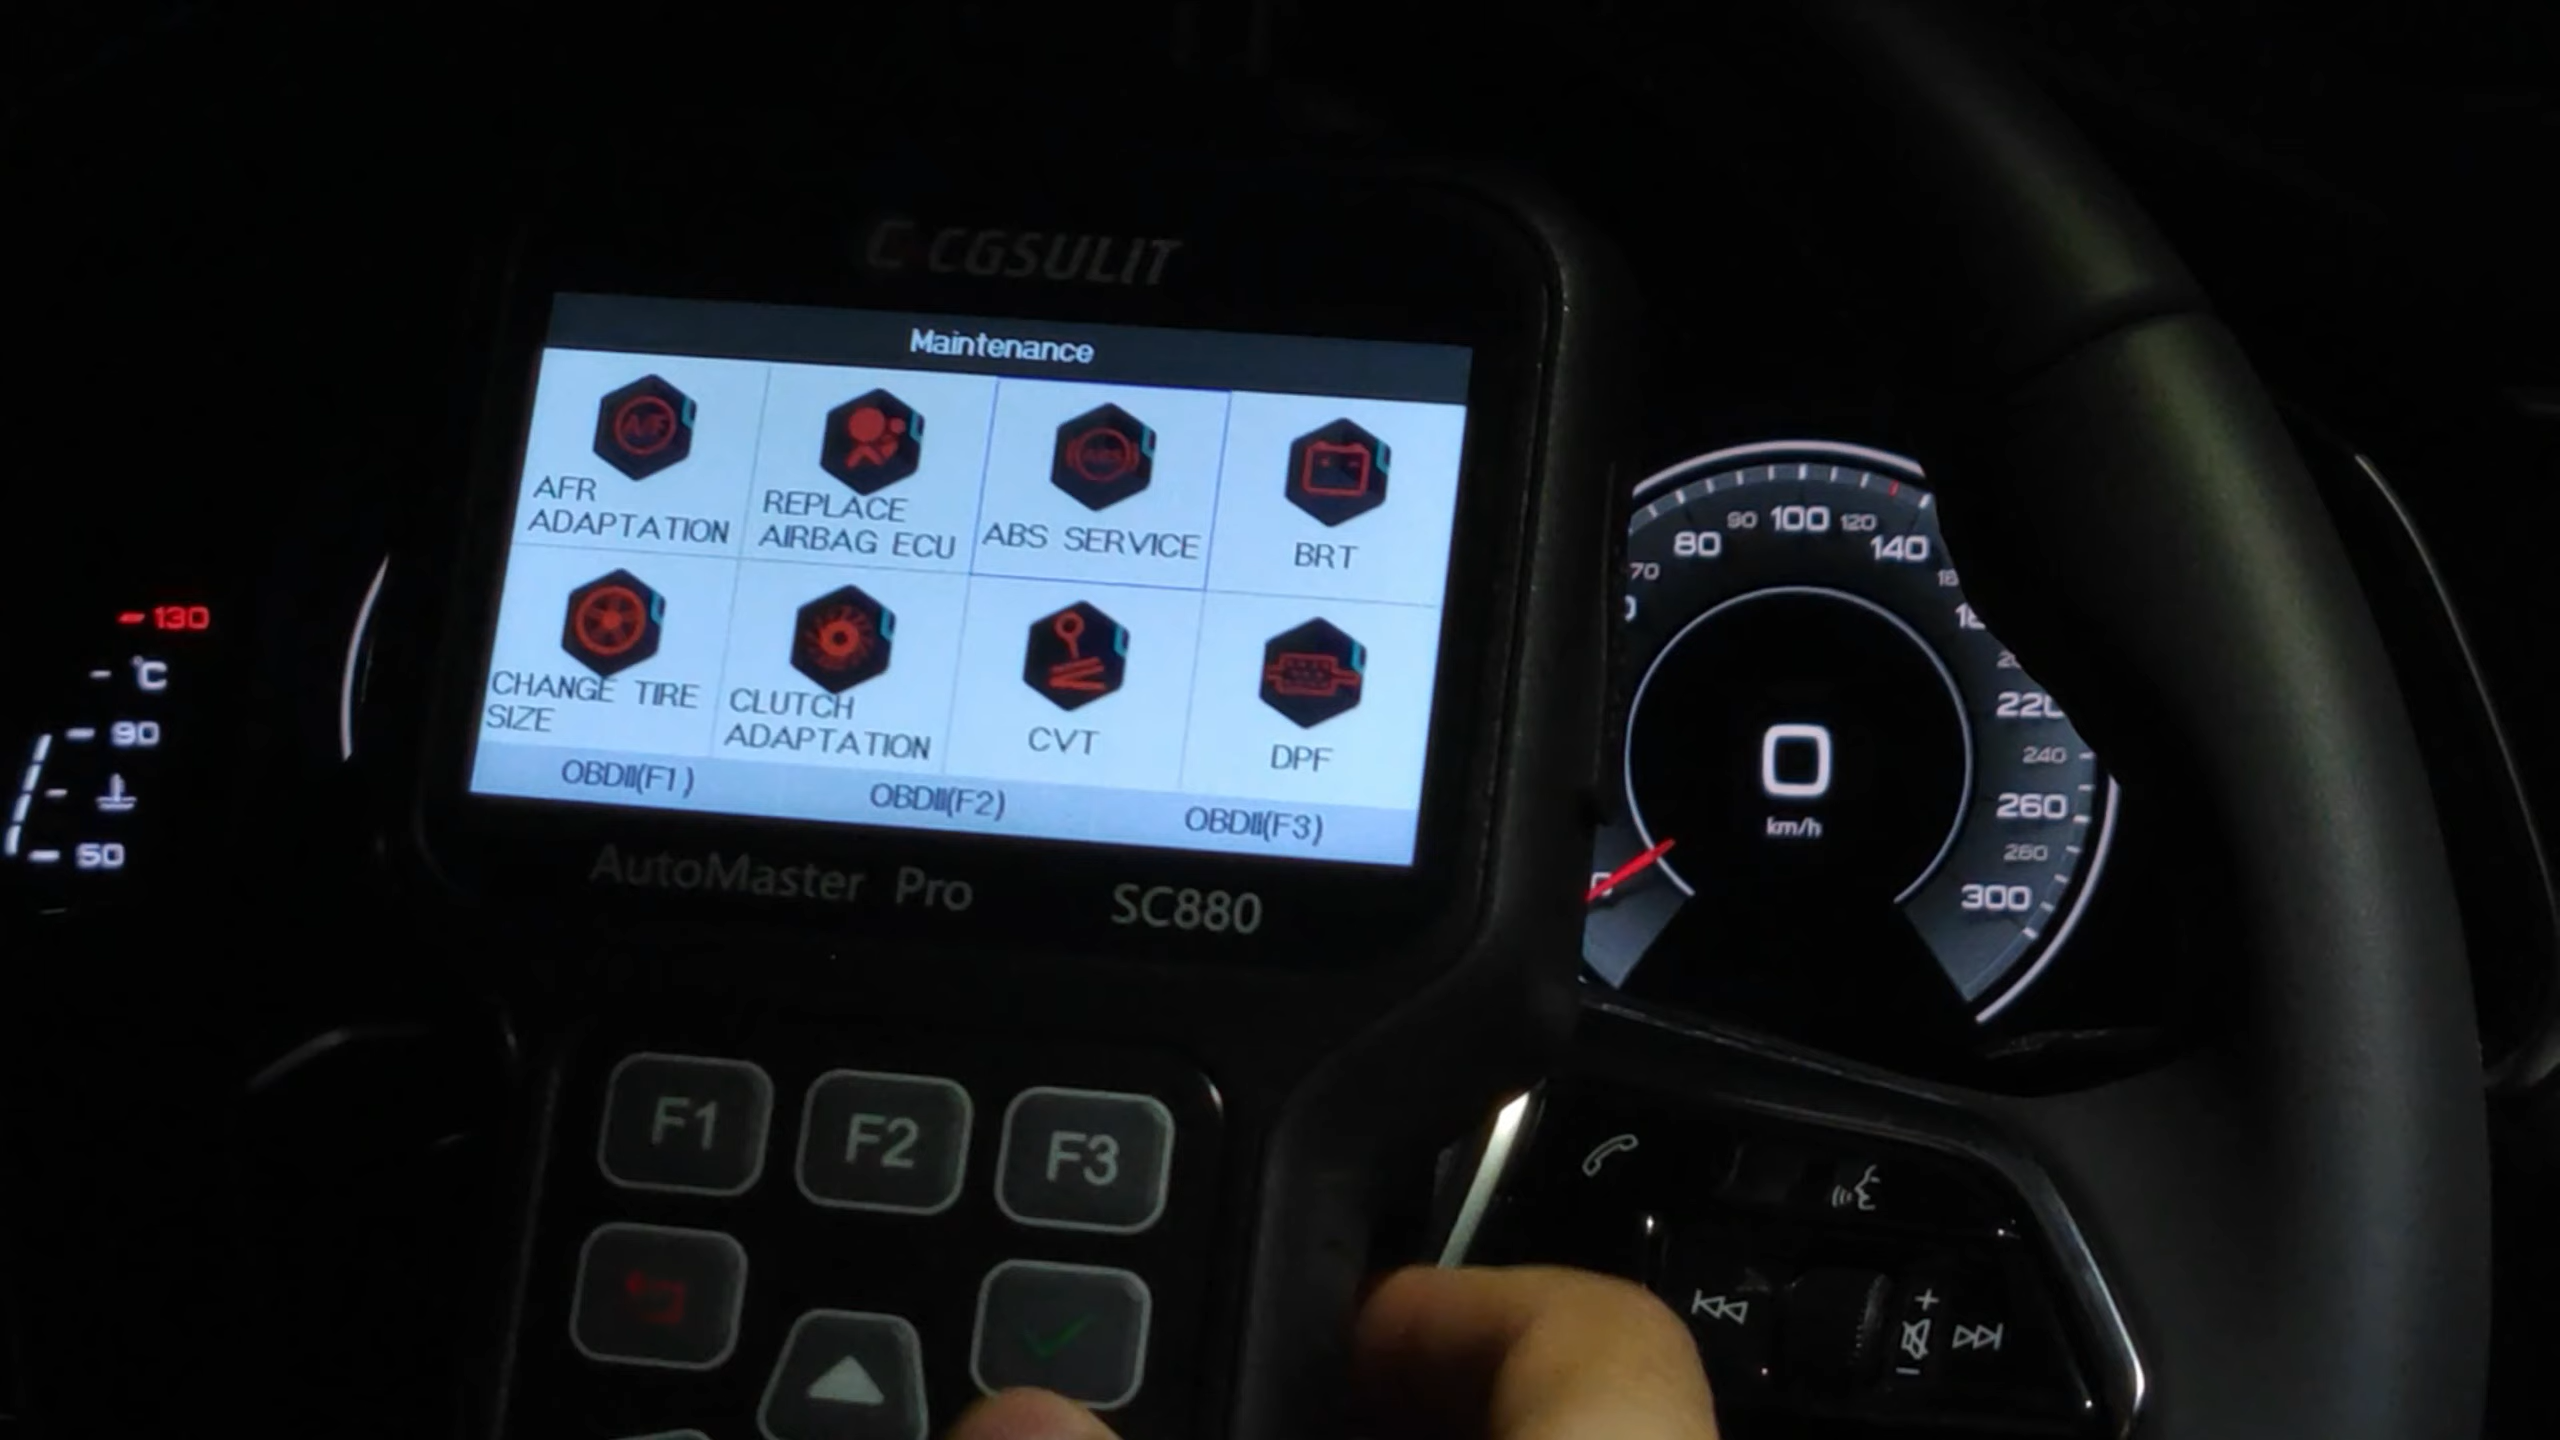 CGSULIT
Maintenance
A/F
ABS
AFR
ADAPTATION
REPLACE
AIRBAG ECU
ABS SERVICE
BRT
CHANGE TIRE
SIZE
CLUTCH
ADAPTATION
CVT
DPF
OBDII(F1)
OBDII(F2)
OBDII(F3)
AutoMaster Pro
SC880
F1
F2
F3
130
°C
90
50
70
80
90
100
120
140
220
240
260
300
0
km/h